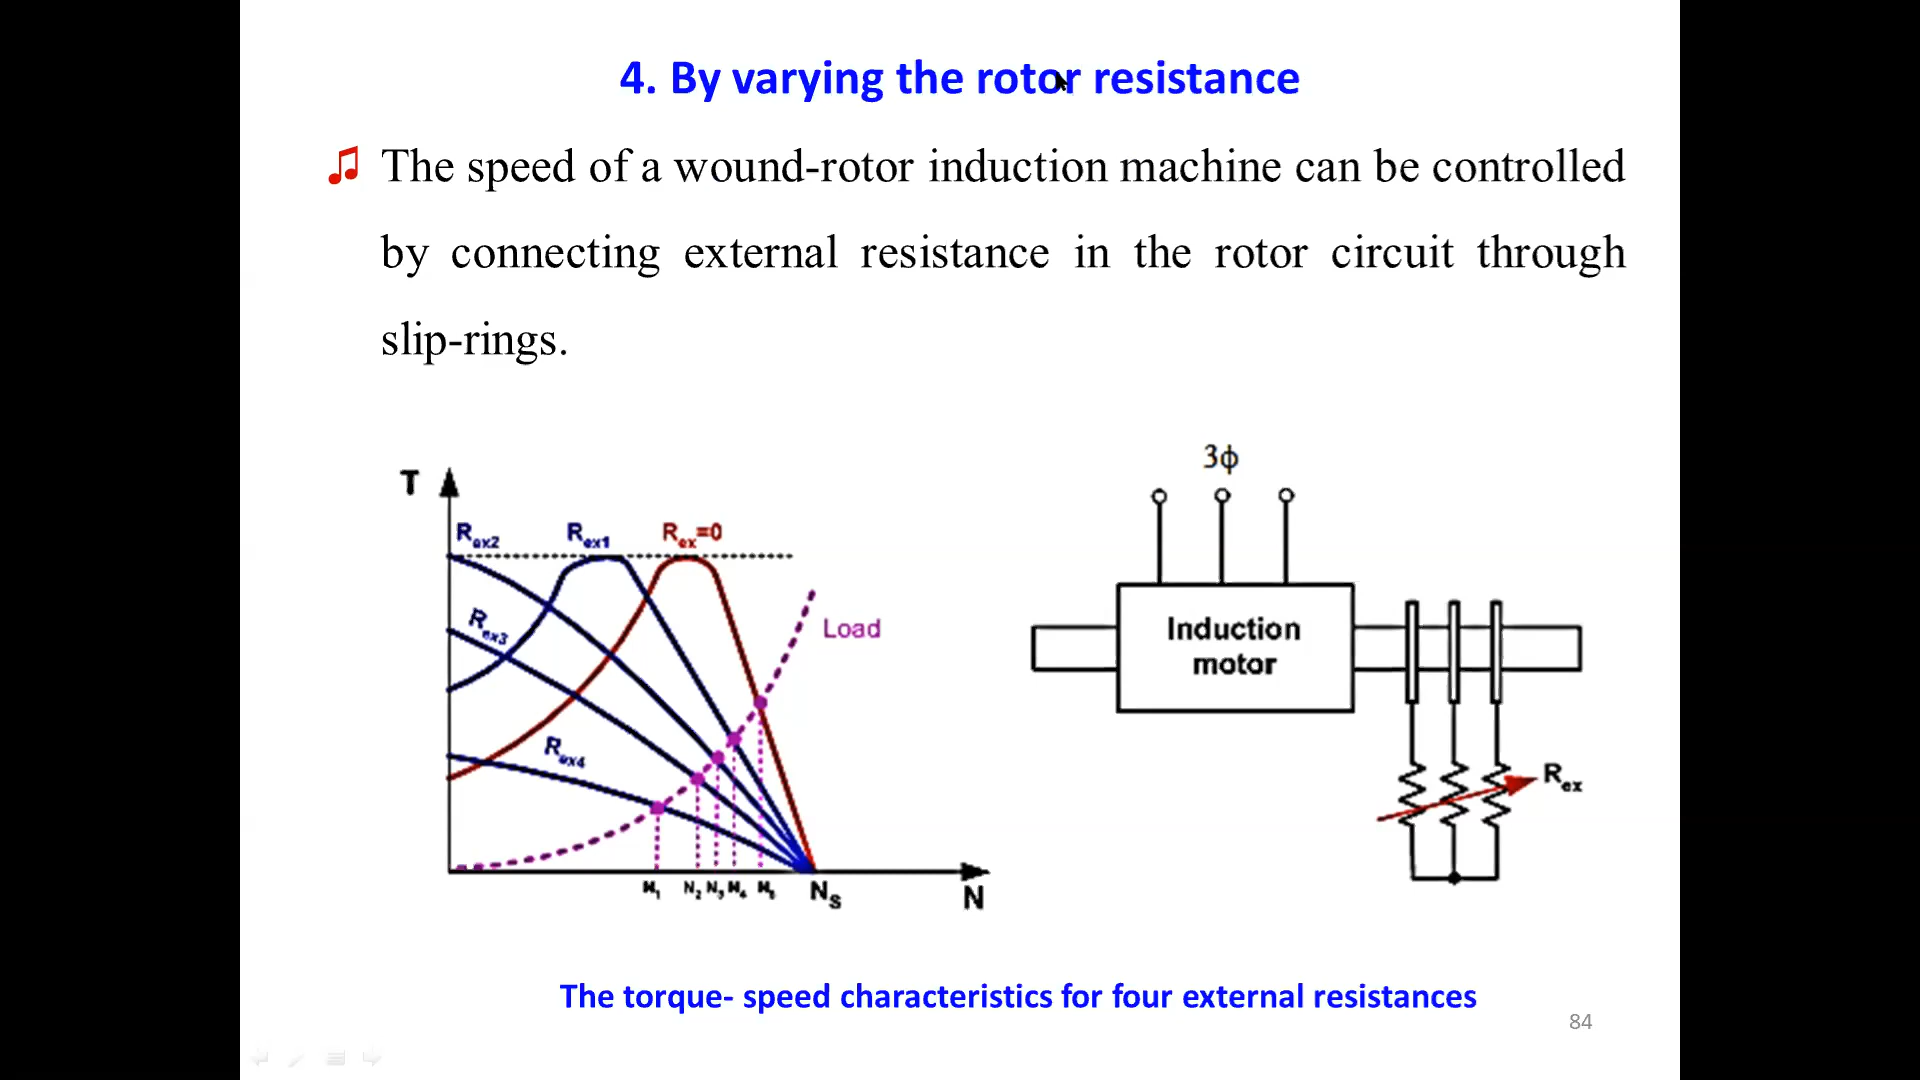 4. By varying the rotor resistance
The speed of a wound-rotor induction machine can be controlled
by connecting external resistance in the rotor circuit through
slip-rings.
T
Rex2
Rex1
Rex=0
Rex3
Rex4
Load
N1 N2 N3 N4 N5 NS
N
3ϕ
Induction
motor
Rex
The torque- speed characteristics for four external resistances
84